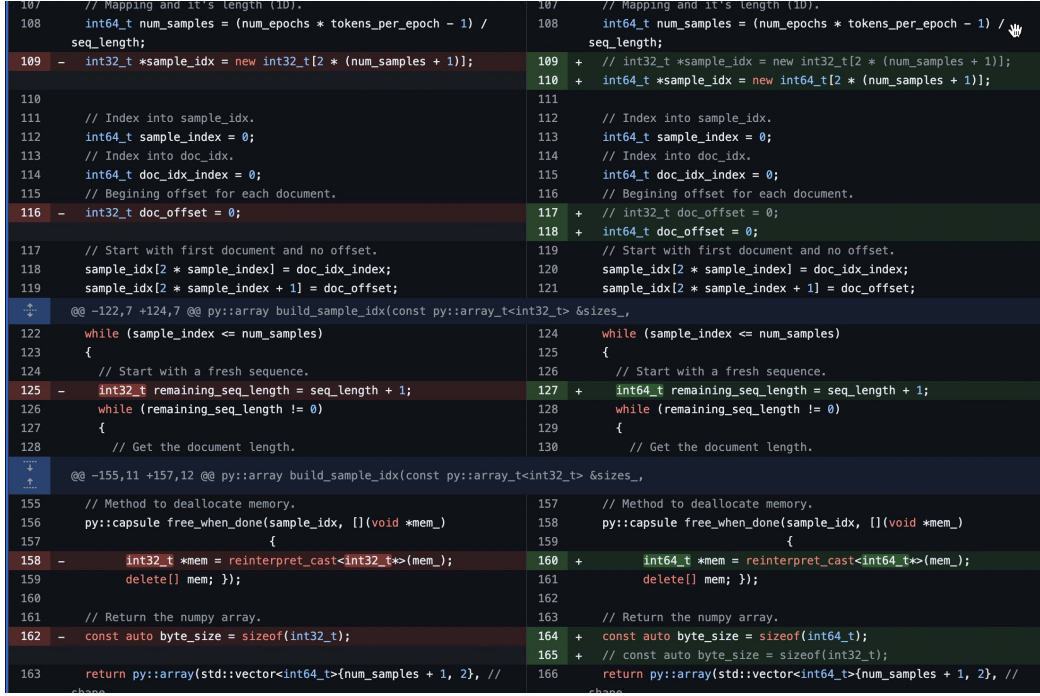 107 // Mapping and it's length (1D).
108 int64_t num_samples = (num_epochs * tokens_per_epoch - 1) /
seq_length;
109 - int32_t *sample_idx = new int32_t[2 * (num_samples + 1)];
110
111 // Index into sample_idx.
112 int64_t sample_index = 0;
113 // Index into doc_idx.
114 int64_t doc_idx_index = 0;
115 // Begining offset for each document.
116 - int32_t doc_offset = 0;
117 // Start with first document and no offset.
118 sample_idx[2 * sample_index] = doc_idx_index;
119 sample_idx[2 * sample_index + 1] = doc_offset;
107 // Mapping and it's length (1D).
108 int64_t num_samples = (num_epochs * tokens_per_epoch - 1) /
seq_length;
109 + // int32_t *sample_idx = new int32_t[2 * (num_samples + 1)];
110 + int64_t *sample_idx = new int64_t[2 * (num_samples + 1)];
111
112 // Index into sample_idx.
113 int64_t sample_index = 0;
114 // Index into doc_idx.
115 int64_t doc_idx_index = 0;
116 // Begining offset for each document.
117 + // int32_t doc_offset = 0;
118 + int64_t doc_offset = 0;
119 // Start with first document and no offset.
120 sample_idx[2 * sample_index] = doc_idx_index;
121 sample_idx[2 * sample_index + 1] = doc_offset;
@@ -122,7 +124,7 @@ py::array build_sample_idx(const py::array_t<int32_t> &sizes_,
122 while (sample_index <= num_samples)
123 {
124 // Start with a fresh sequence.
125 - int32_t remaining_seq_length = seq_length + 1;
126 while (remaining_seq_length != 0)
127 {
128 // Get the document length.
124 while (sample_index <= num_samples)
125 {
126 // Start with a fresh sequence.
127 + int64_t remaining_seq_length = seq_length + 1;
128 while (remaining_seq_length != 0)
129 {
130 // Get the document length.
@@ -155,11 +157,12 @@ py::array build_sample_idx(const py::array_t<int32_t> &sizes_,
155 // Method to deallocate memory.
156 py::capsule free_when_done(sample_idx, [](void *mem_)
157 {
158 - int32_t *mem = reinterpret_cast<int32_t*>(mem_);
159 delete[] mem; });
160
161 // Return the numpy array.
162 - const auto byte_size = sizeof(int32_t);
163 return py::array(std::vector<int64_t>{num_samples + 1, 2}, //
shape
157 // Method to deallocate memory.
158 py::capsule free_when_done(sample_idx, [](void *mem_)
159 {
160 + int64_t *mem = reinterpret_cast<int64_t*>(mem_);
161 delete[] mem; });
162
163 // Return the numpy array.
164 + const auto byte_size = sizeof(int64_t);
165 + // const auto byte_size = sizeof(int32_t);
166 return py::array(std::vector<int64_t>{num_samples + 1, 2}, //
shape